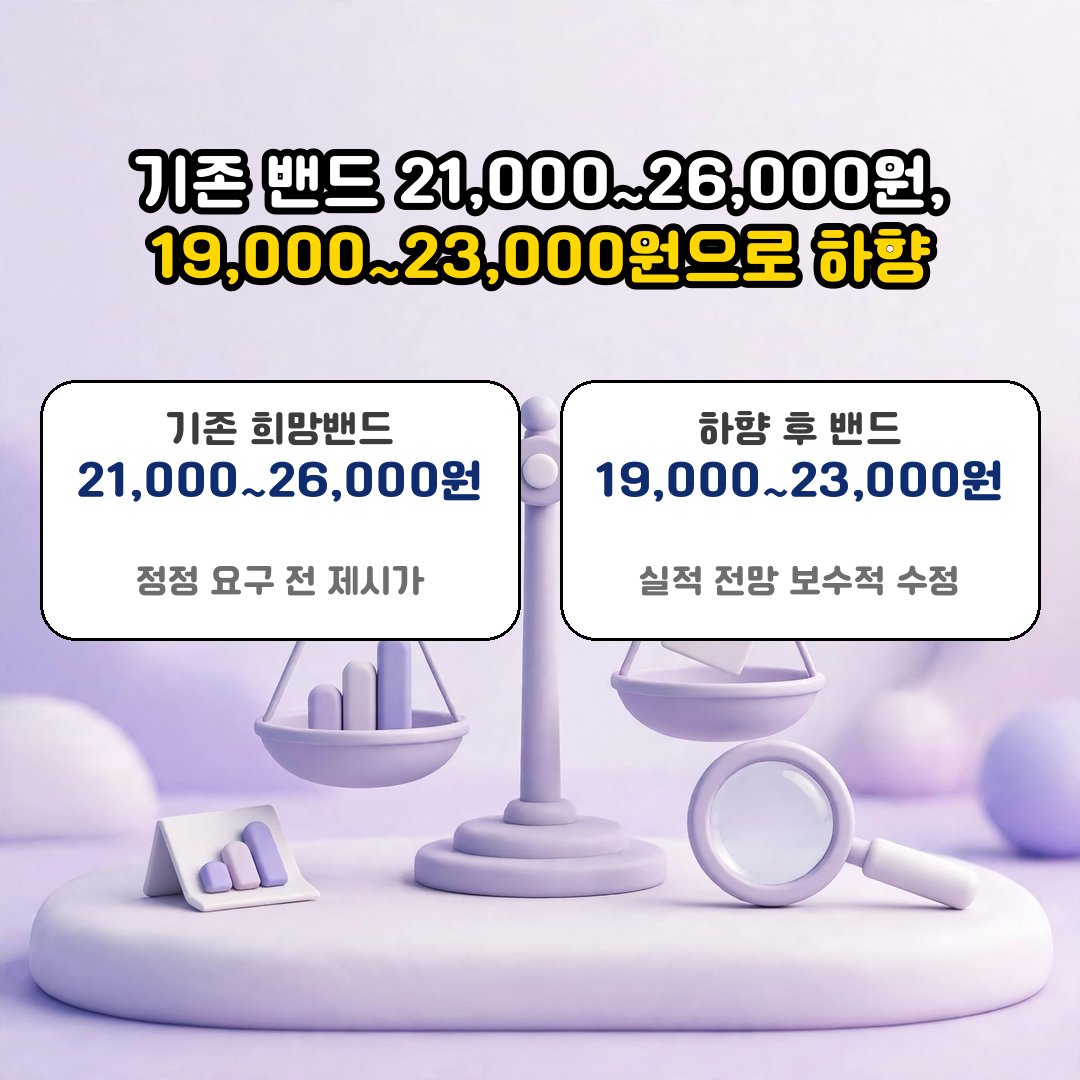 기존 밴드 21,000~26,000원,
19,000~23,000원으로 하향
기존 희망밴드
21,000~26,000원
정정 요구 전 제시가
하향 후 밴드
19,000~23,000원
실적 전망 보수적 수정